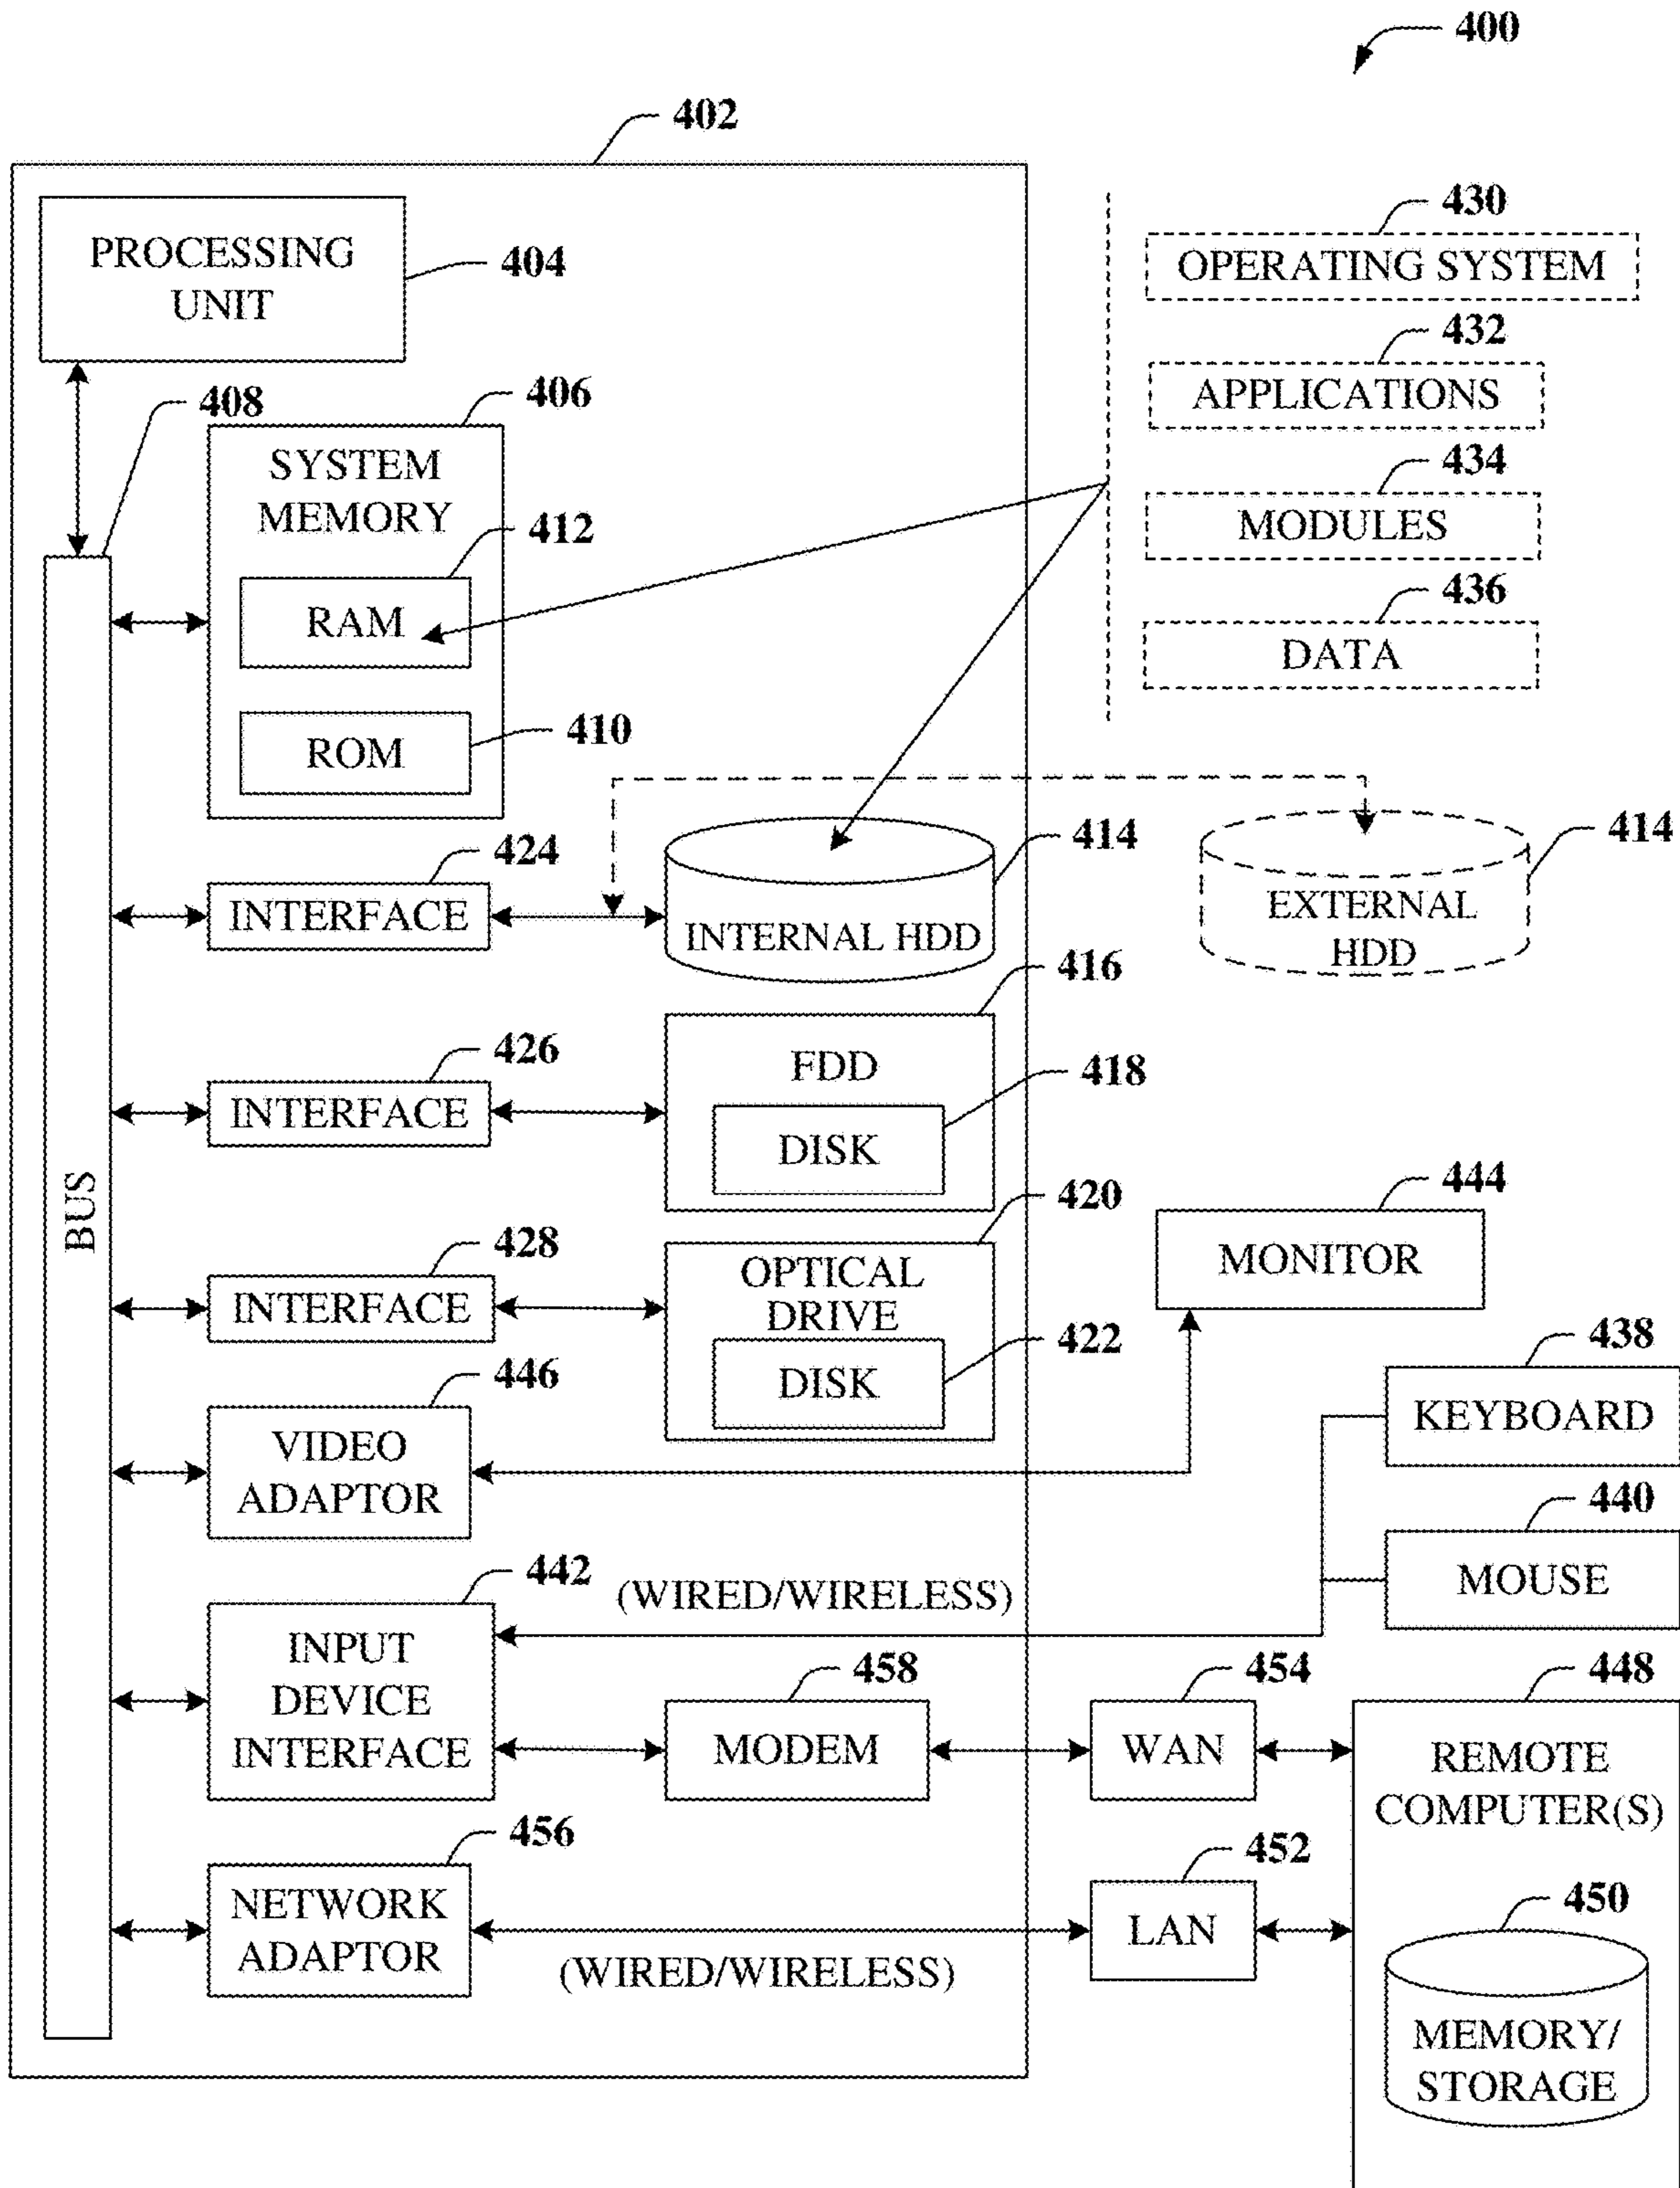 400
402
PROCESSING
UNIT
404
430
OPERATING SYSTEM
432
APPLICATIONS
434
MODULES
436
DATA
408
406
SYSTEM
MEMORY
412
RAM
410
ROM
424
INTERFACE
414
INTERNAL HDD
414
EXTERNAL
HDD
416
FDD
426
INTERFACE
418
DISK
BUS
420
OPTICAL
DRIVE
428
INTERFACE
422
DISK
444
MONITOR
438
KEYBOARD
446
VIDEO
ADAPTOR
440
MOUSE
442
INPUT
DEVICE
INTERFACE
(WIRED/WIRELESS)
458
MODEM
454
WAN
448
REMOTE
COMPUTER(S)
456
NETWORK
ADAPTOR
(WIRED/WIRELESS)
452
LAN
450
MEMORY/
STORAGE